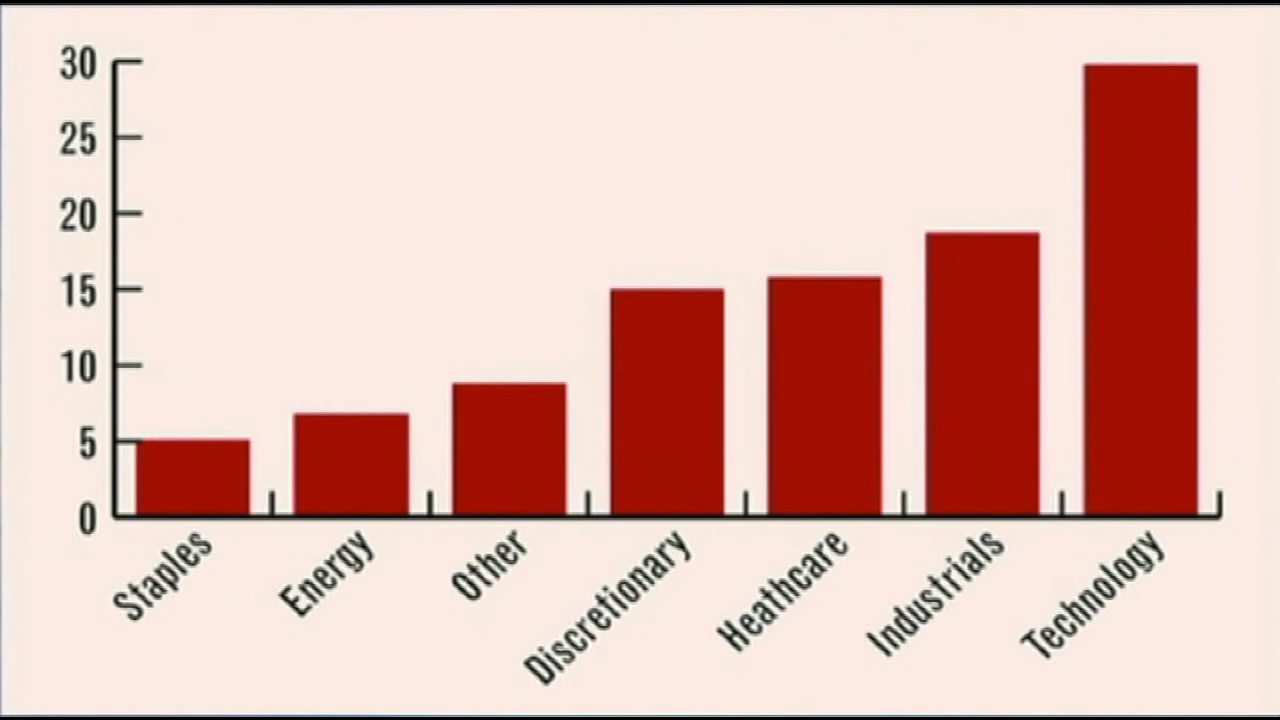 30
25
20
15
10
5
0
Staples
Energy
Other
Discretionary
Heathcare
Industrials
Technology